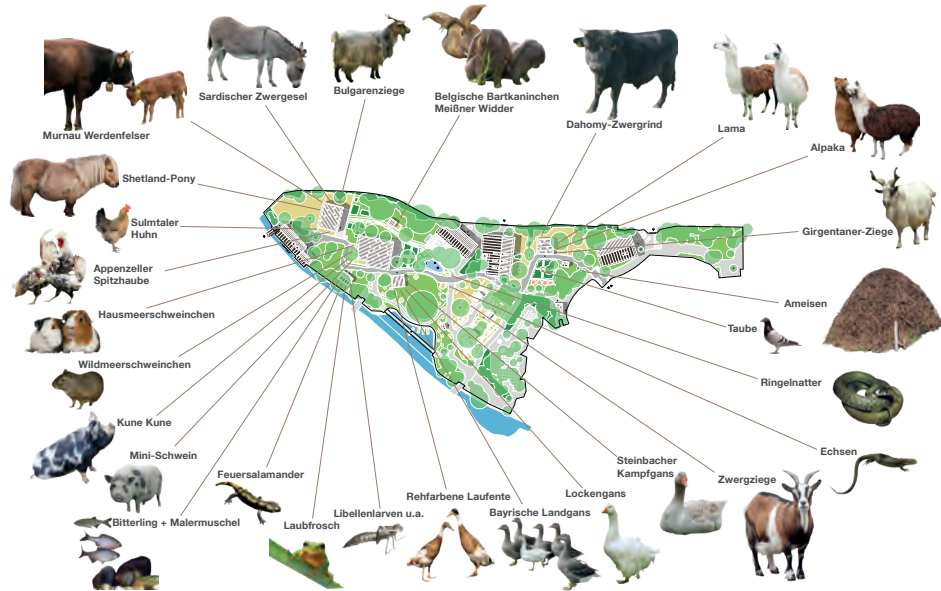 Murnau Werdenfelser
Sardischer Zwergesel
Bulgarenziege
Belgische Bartkaninchen
Meißner Widder
Dahomy-Zwergrind
Lama
Alpaka
Shetland-Pony
Sulmtaler
Huhn
Girgentaner-Ziege
Appenzeller
Spitzhaube
Hausmeerschweinchen
Ameisen
Taube
Wildmeerschweinchen
Ringelnatter
Kune Kune
Echsen
Mini-Schwein
Feuersalamander
Steinbacher
Kampfgans
Zwergziege
Rehfarbene Laufente
Lockengans
Bitterling + Malermuschel
Libellenlarven u.a.
Bayrische Landgans
Laubfrosch